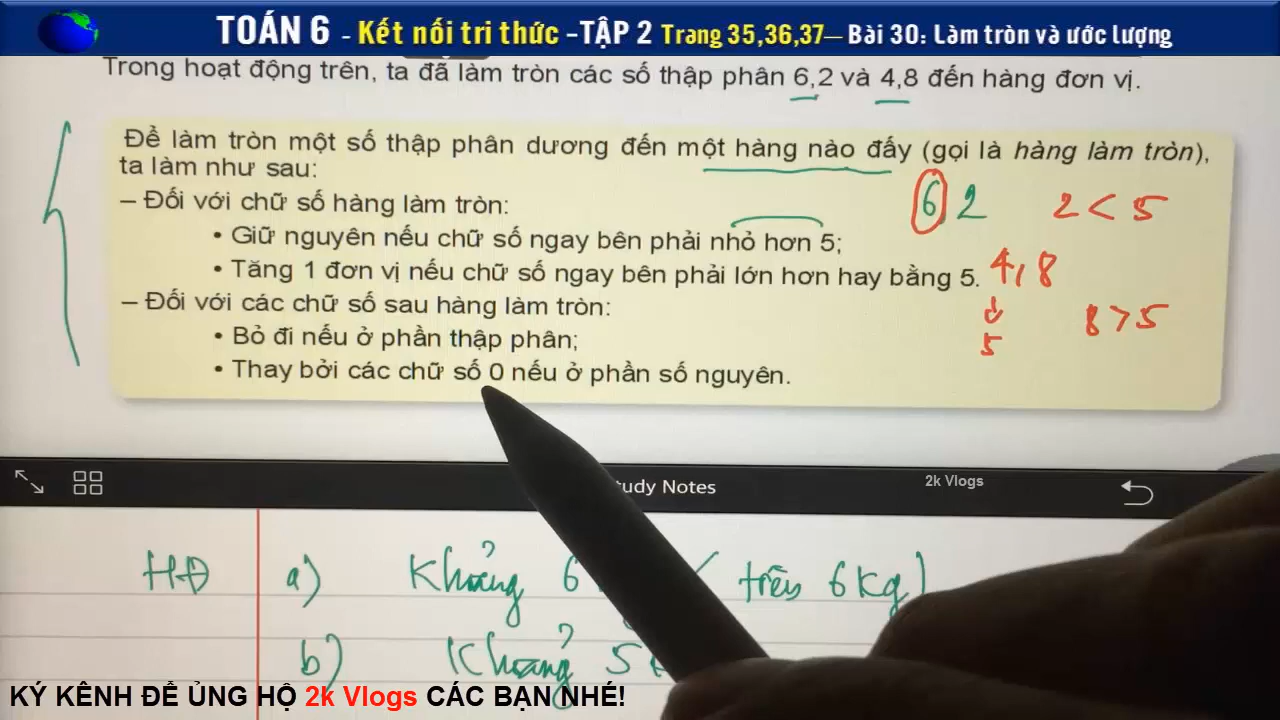 TOÁN 6 - Kết nối tri thức -TẬP 2 Trang 35,36,37– Bài 30: Làm tròn và ước lượng
Trong hoạt động trên, ta đã làm tròn các số thập phân 6,2 và 4,8 đến hàng đơn vị.
Để làm tròn một số thập phân dương đến một hàng nào đấy (gọi là hàng làm tròn),
ta làm như sau:
– Đối với chữ số hàng làm tròn:
• Giữ nguyên nếu chữ số ngay bên phải nhỏ hơn 5;
• Tăng 1 đơn vị nếu chữ số ngay bên phải lớn hơn hay bằng 5.
– Đối với các chữ số sau hàng làm tròn:
• Bỏ đi nếu ở phần thập phân;
• Thay bởi các chữ số 0 nếu ở phần số nguyên.
6,2 2 < 5
4,8
8 > 5
5
udy Notes 2k Vlogs
HĐ a) Khoảng 6 ( trên 6 kg)
b) Khoảng 5
KÝ KÊNH ĐỂ ỦNG HỘ 2k Vlogs CÁC BẠN NHÉ!